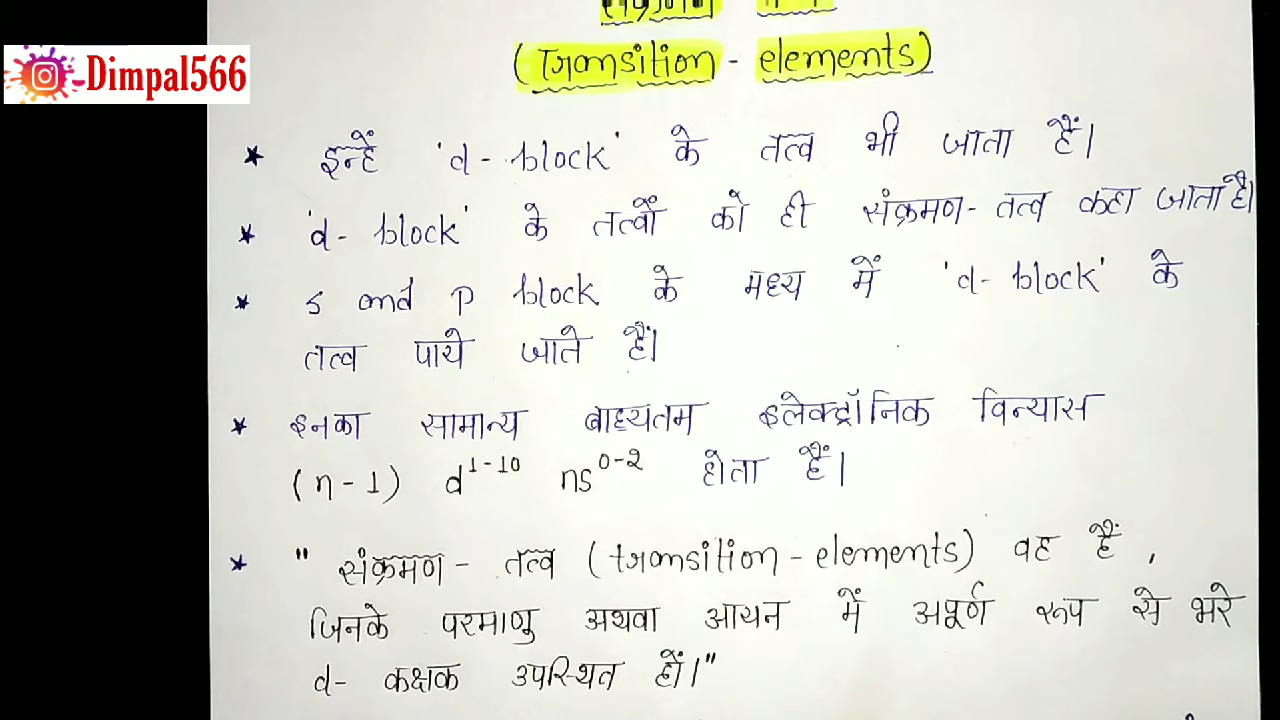 (Transition - elements)
-Dimpal566
* इन्हें 'd - block' के तत्व भी जाता हैं।
* 'd - block' के तत्वों को ही संक्रमण - तत्व कहा जाता है।
* s and p block के मध्य में 'd - block' के
तत्व पाये जाते हैं।
* इनका सामान्य बाह्यतम इलेक्ट्रॉनिक विन्यास
(n - 1) d¹⁻¹⁰ ns⁰⁻² होता हैं।
* " संक्रमण - तत्व (transition - elements) वह हैं ,
जिनके परमाणु अथवा आयन में अपूर्ण रूप से भरे
d - कक्षक उपस्थित हों।"